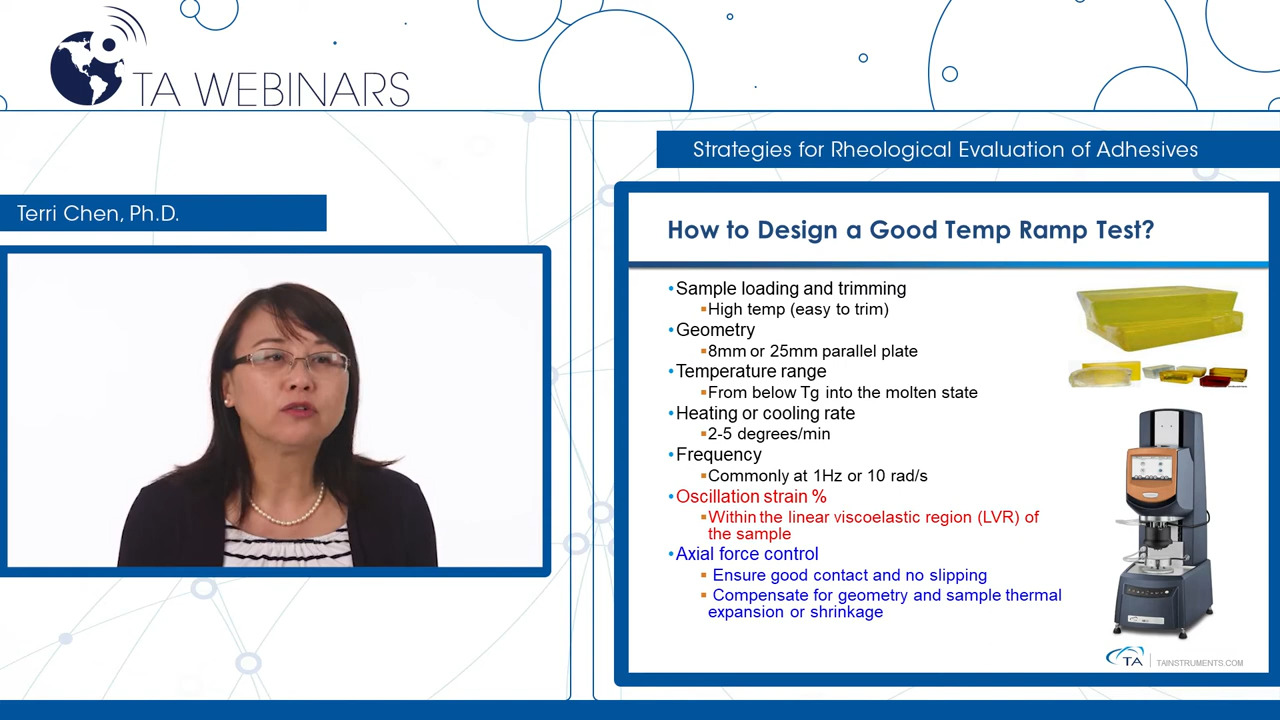 TA WEBINARS
Strategies for Rheological Evaluation of Adhesives
Terri Chen, Ph.D.
How to Design a Good Temp Ramp Test?
•Sample loading and trimming
▪High temp (easy to trim)
•Geometry
▪8mm or 25mm parallel plate
•Temperature range
▪From below Tg into the molten state
•Heating or cooling rate
▪2-5 degrees/min
•Frequency
▪Commonly at 1Hz or 10 rad/s
•Oscillation strain %
▪Within the linear viscoelastic region (LVR) of
the sample
•Axial force control
▪ Ensure good contact and no slipping
▪ Compensate for geometry and sample thermal
expansion or shrinkage
TA
TAINSTRUMENTS.COM